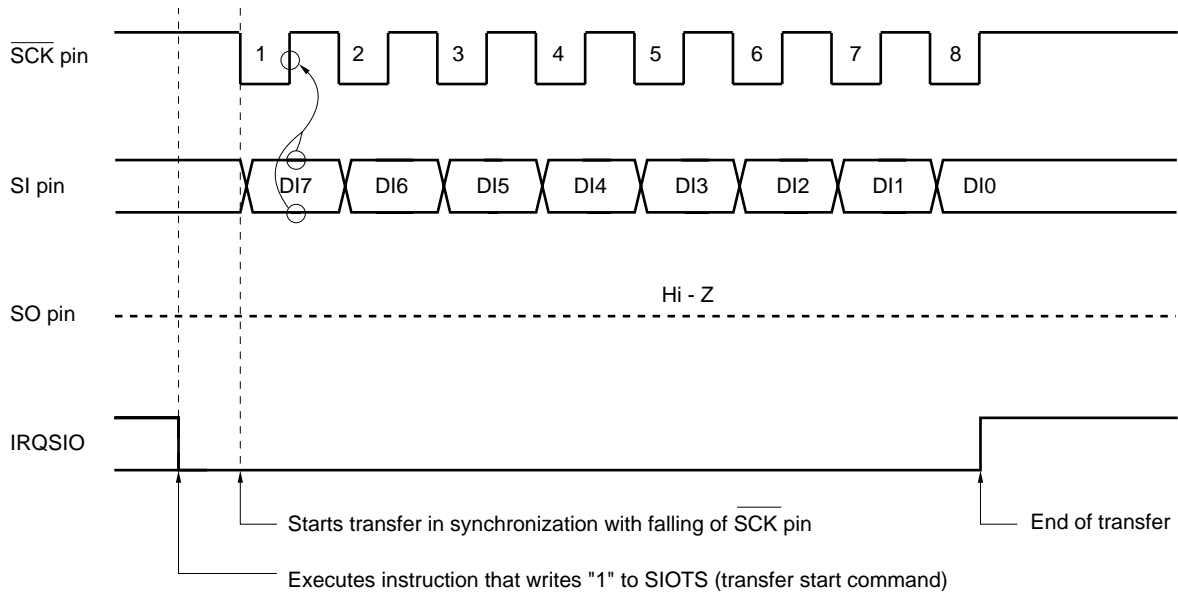 SCK pin
1 2 3 4 5 6 7 8
SI pin
DI7 DI6 DI5 DI4 DI3 DI2 DI1 DI0
SO pin
Hi - Z
IRQSIO
Starts transfer in synchronization with falling of SCK pin
End of transfer
Executes instruction that writes "1" to SIOTS (transfer start command)